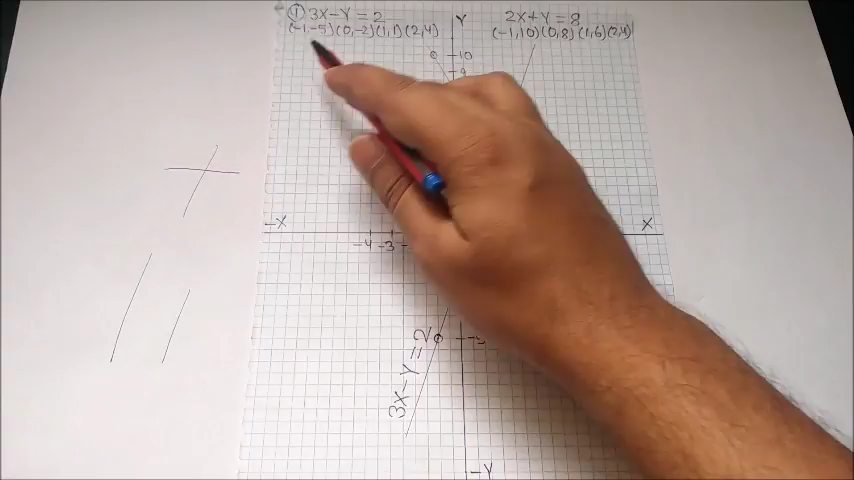 ① 3X-Y=2 Y 2X+Y=8
(-1,-5)(0,-2)(1,1)(2,4) (-1,10)(0,8)(1,6)(2,4)
10
9
-X X
-4 -3
3X-Y=2
-Y